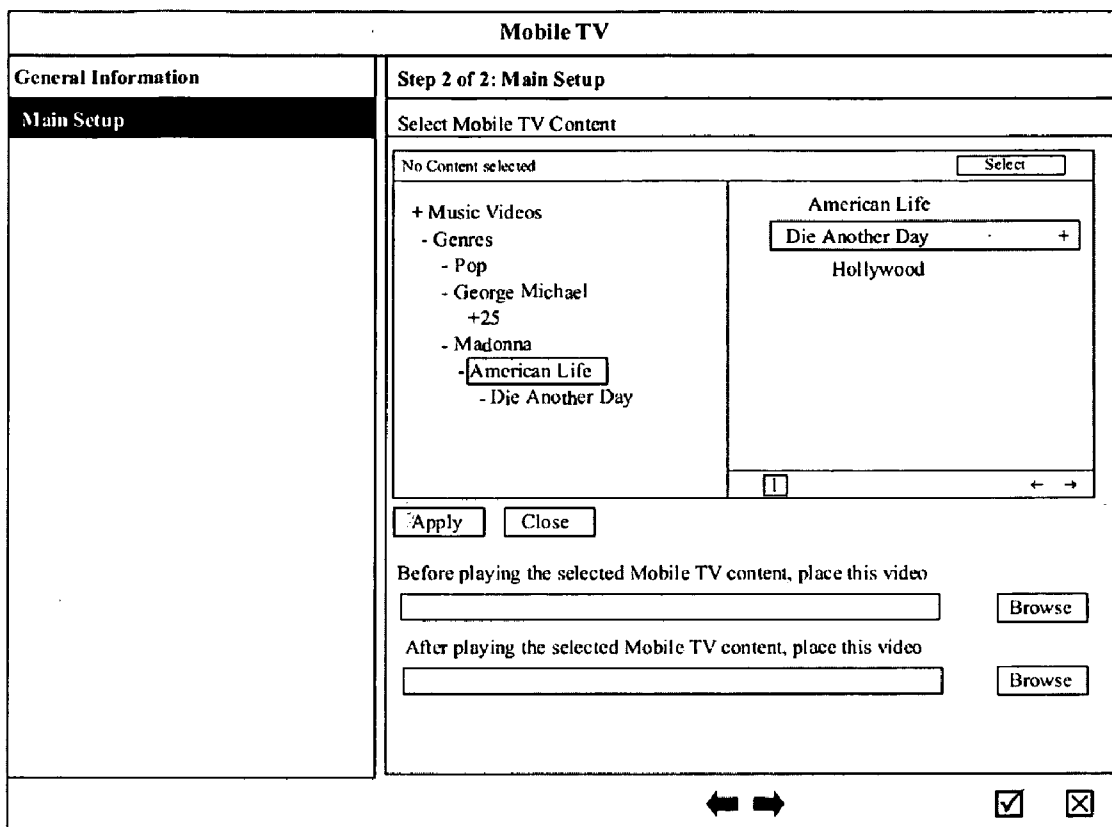 Mobile TV
General Information
Main Setup
Step 2 of 2: Main Setup
Select Mobile TV Content
No Content selected
Select
+ Music Videos
- Genres
- Pop
- George Michael
+25
- Madonna
- American Life
- Die Another Day
American Life
Die Another Day +
Hollywood
1 ← →
Apply
Close
Before playing the selected Mobile TV content, place this video
Browse
After playing the selected Mobile TV content, place this video
Browse